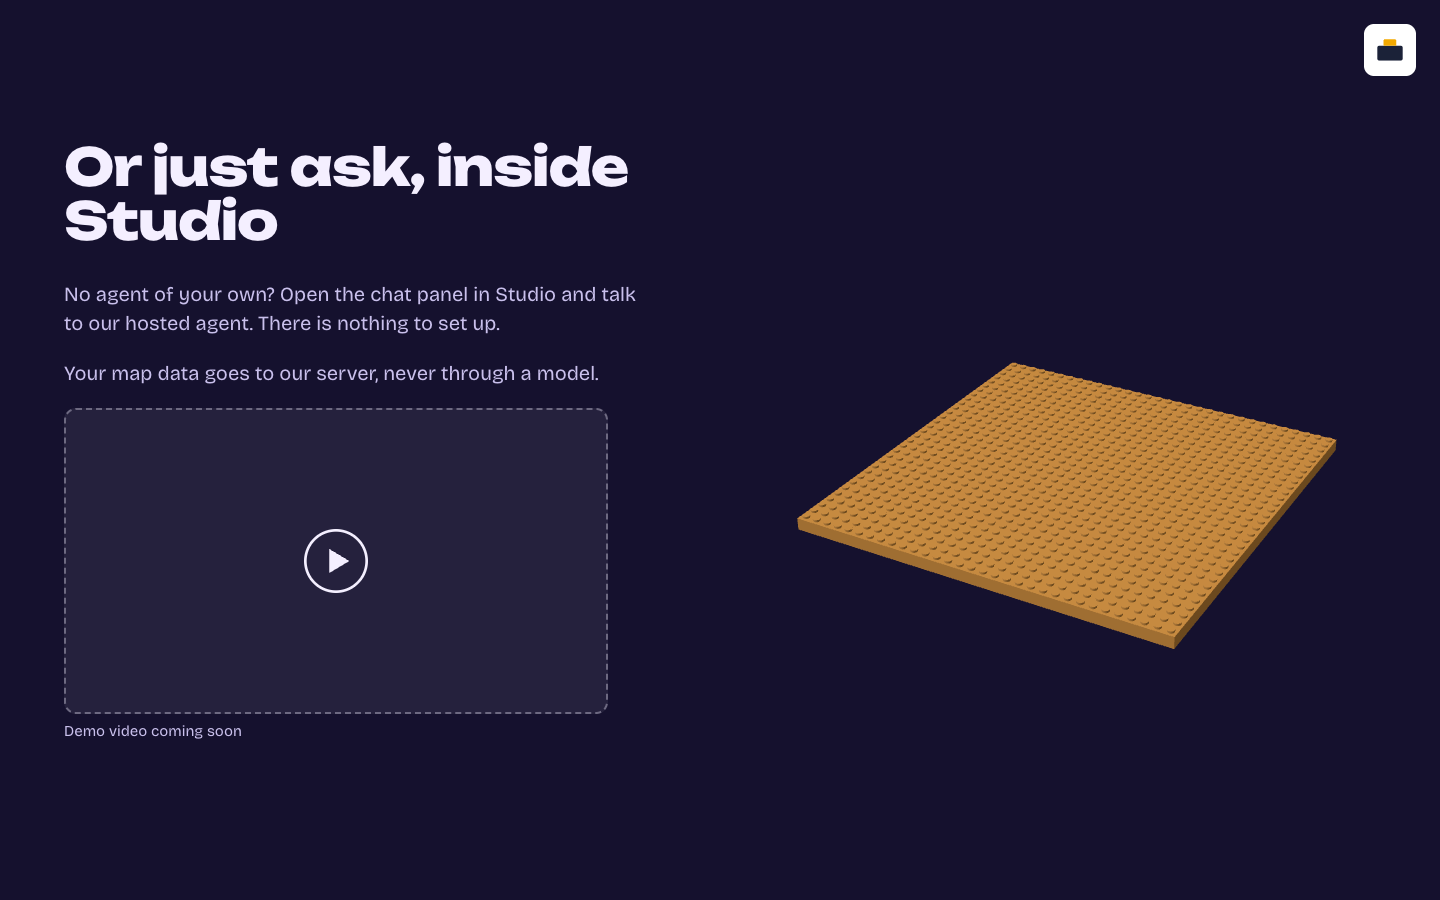 Or just ask, inside
Studio
No agent of your own? Open the chat panel in Studio and talk
to our hosted agent. There is nothing to set up.
Your map data goes to our server, never through a model.
Demo video coming soon